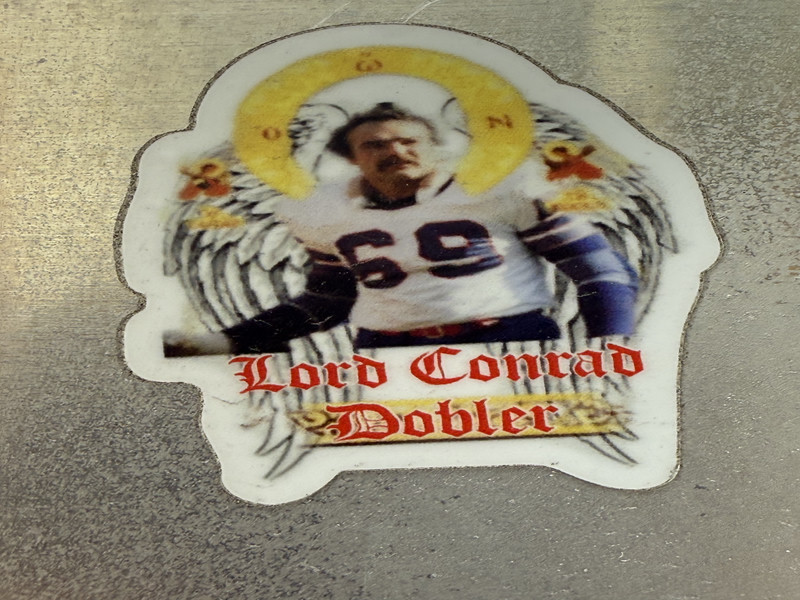 ὁ ὤ Ν
69
Lord Conrad
Dobler